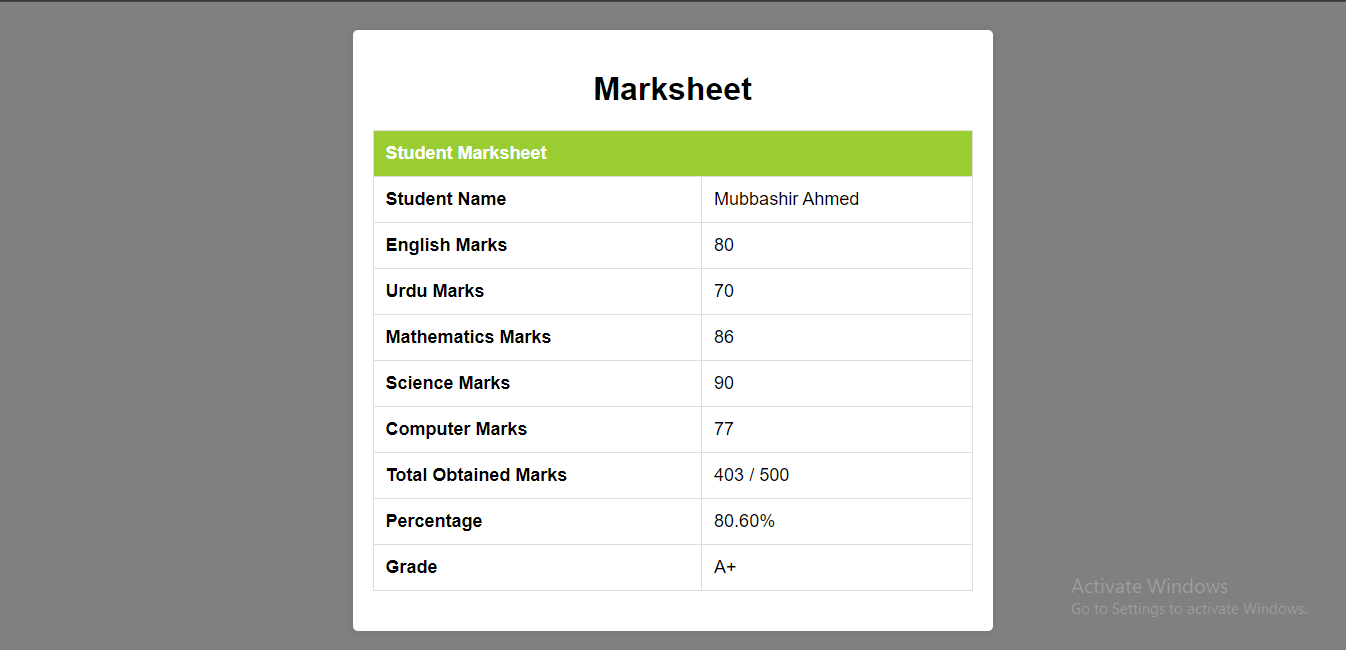 Marksheet
Student Marksheet
Student Name Mubbashir Ahmed
English Marks 80
Urdu Marks 70
Mathematics Marks 86
Science Marks 90
Computer Marks 77
Total Obtained Marks 403 / 500
Percentage 80.60%
Grade A+
Activate Windows
Go to Settings to activate Windows.